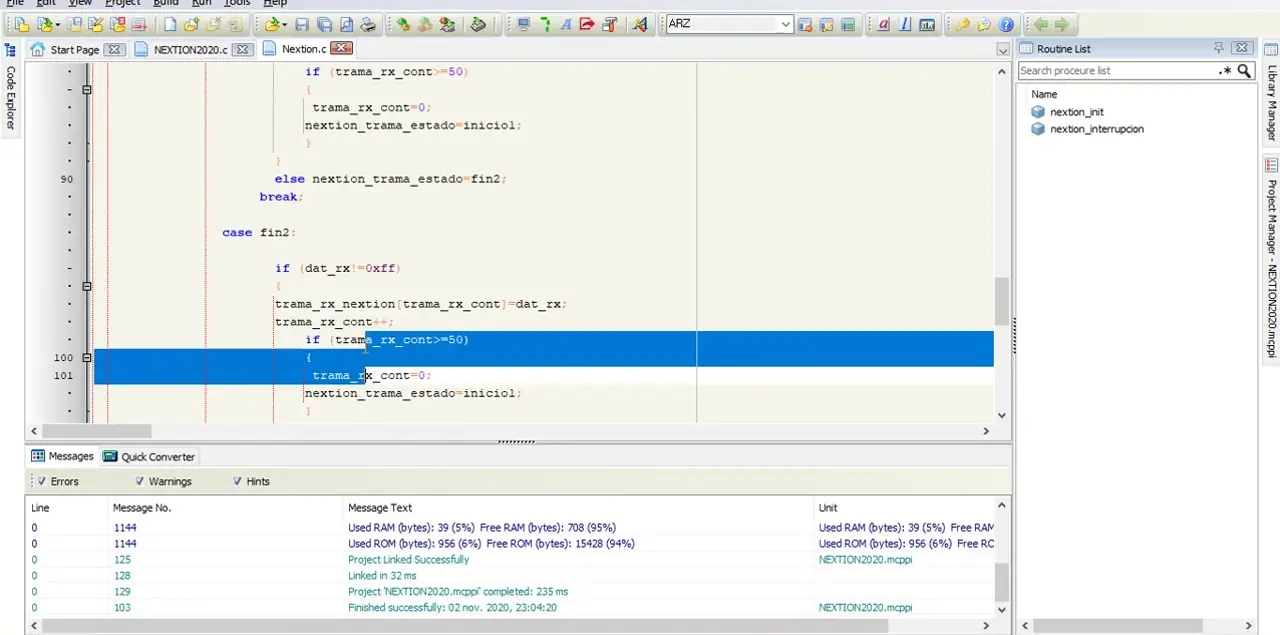 File Edit View Project Build Run Tools Help
ARZ
Start Page NEXTION2020.c Nextion.c
Routine List
Code Explorer
Search proceure list
Name
nextion_init
nextion_interrupcion
Library Manager
Project Manager - NEXTION2020.mcppi
if (trama_rx_cont>=50)
{
trama_rx_cont=0;
nextion_trama_estado=inicio1;
}
}
90 else nextion_trama_estado=fin2;
break;
case fin2:
if (dat_rx!=0xff)
{
trama_rx_nextion[trama_rx_cont]=dat_rx;
trama_rx_cont++;
if (trama_rx_cont>=50)
100 {
101 trama_rx_cont=0;
nextion_trama_estado=inicio1;
}
Messages Quick Converter
Errors Warnings Hints
Line Message No. Message Text Unit
0 1144 Used RAM (bytes): 39 (5%) Free RAM (bytes): 708 (95%) Used RAM (bytes): 39 (5%) Free RAM
0 1144 Used ROM (bytes): 956 (6%) Free ROM (bytes): 15428 (94%) Used ROM (bytes): 956 (6%) Free RO
0 125 Project Linked Successfully NEXTION2020.mcppi
0 128 Linked in 32 ms
0 129 Project 'NEXTION2020.mcppi' completed: 235 ms
0 103 Finished successfully: 02 nov. 2020, 23:04:20 NEXTION2020.mcppi